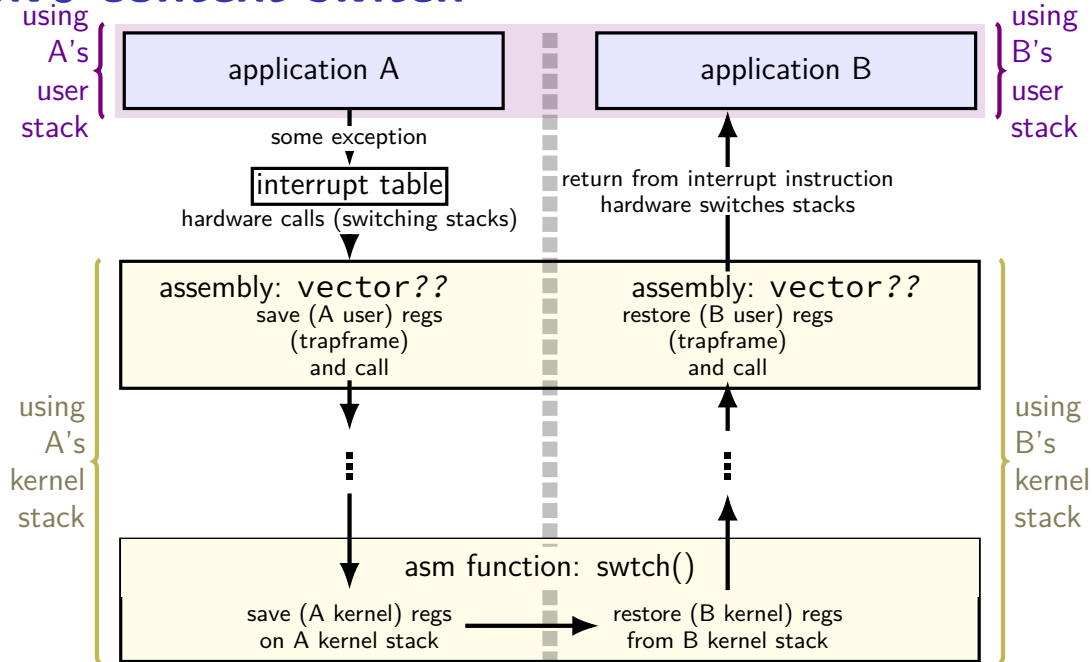 context switch
using
A's
user
stack
application A
application B
using
B's
user
stack
some exception
interrupt table
hardware calls (switching stacks)
return from interrupt instruction
hardware switches stacks
assembly: vector??
save (A user) regs
(trapframe)
and call
assembly: vector??
restore (B user) regs
(trapframe)
and call
using
A's
kernel
stack
using
B's
kernel
stack
asm function: swtch()
save (A kernel) regs
on A kernel stack
restore (B kernel) regs
from B kernel stack